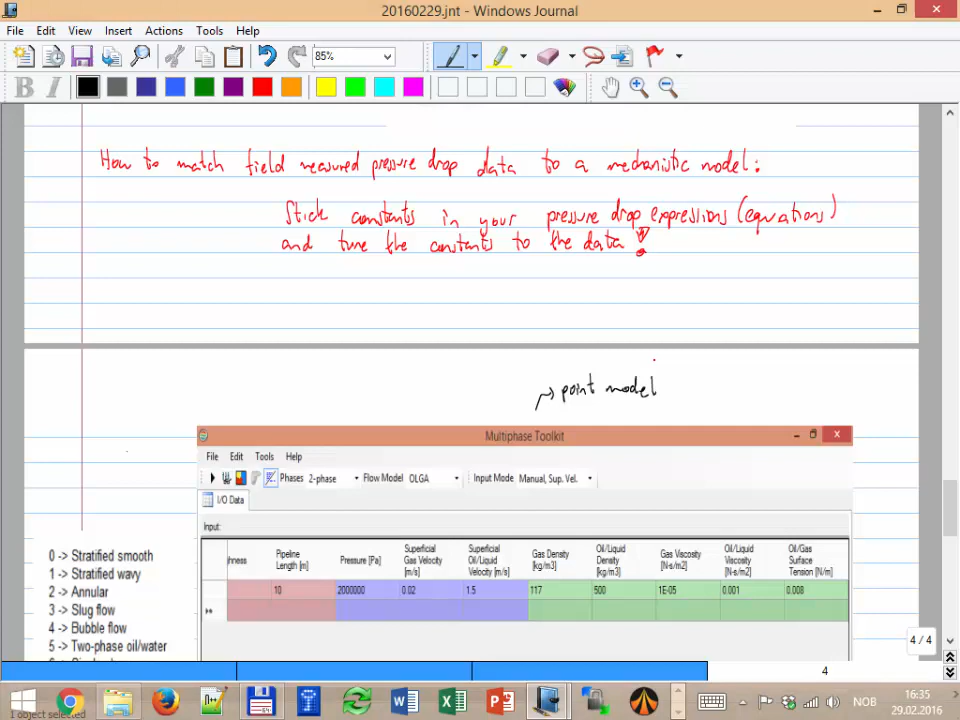 20160229.jnt - Windows Journal
File Edit View Insert Actions Tools Help
85%
B I
How to match field measured pressure drop data to a mechanistic model:
Stick constants in your pressure drop expressions (equations)
and tune the constants to the data!
point model
Multiphase Toolkit
File Edit Tools Help
Phases 2-phase Flow Model OLGA Input Mode Manual, Sup. Vel.
I/O Data
Input:
hness Pipeline Length [m] Pressure [Pa] Superficial Gas Velocity [m/s] Superficial Oil/Liquid Velocity [m/s] Gas Density [kg/m3] Oil/Liquid Density [kg/m3] Gas Viscosity [N-s/m2] Oil/Liquid Viscosity [N-s/m2] Oil/Gas Surface Tension [N/m]
10 2000000 0.02 1.5 117 500 1E-05 0.001 0.008
0 -> Stratified smooth
1 -> Stratified wavy
2 -> Annular
3 -> Slug flow
4 -> Bubble flow
5 -> Two-phase oil/water
4 / 4
4
1 object selected
NOB
16:35
29.02.2016